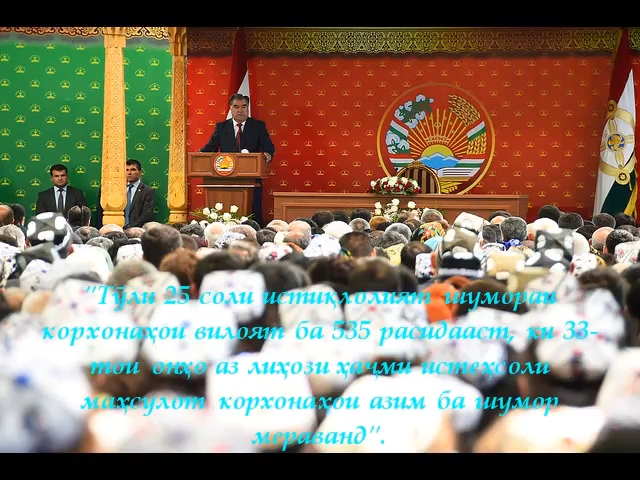 "Тӯли 25 соли истиқлолият шумораи
корхонаҳои вилоят ба 535 расидааст, ки 33-
тои онҳо аз лиҳози ҳаҷми истеҳсоли
маҳсулот корхонаҳои азим ба шумор
мераванд".